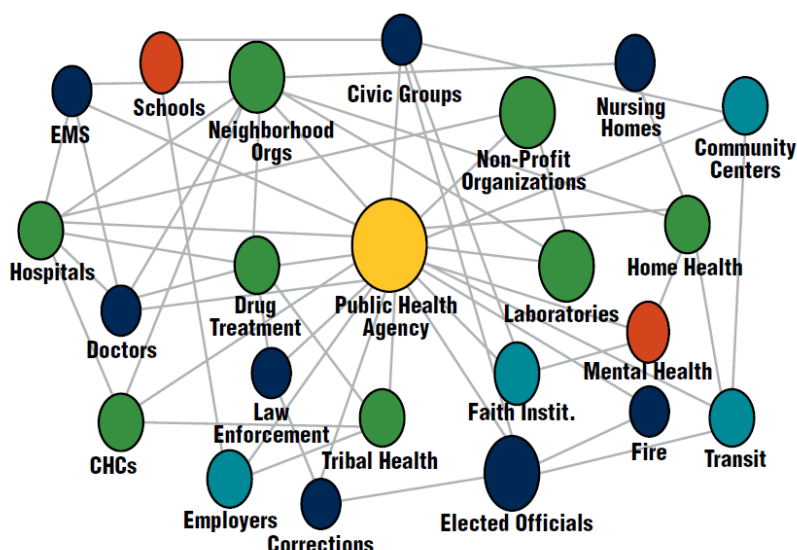 Civic Groups
Schools
EMS
Neighborhood
Orgs
Nursing
Homes
Community
Centers
Non-Profit
Organizations
Hospitals
Home Health
Drug
Treatment
Public Health
Agency
Laboratories
Doctors
Mental Health
Law
Enforcement
Faith Instit.
CHCs
Tribal Health
Fire
Transit
Employers
Corrections
Elected Officials